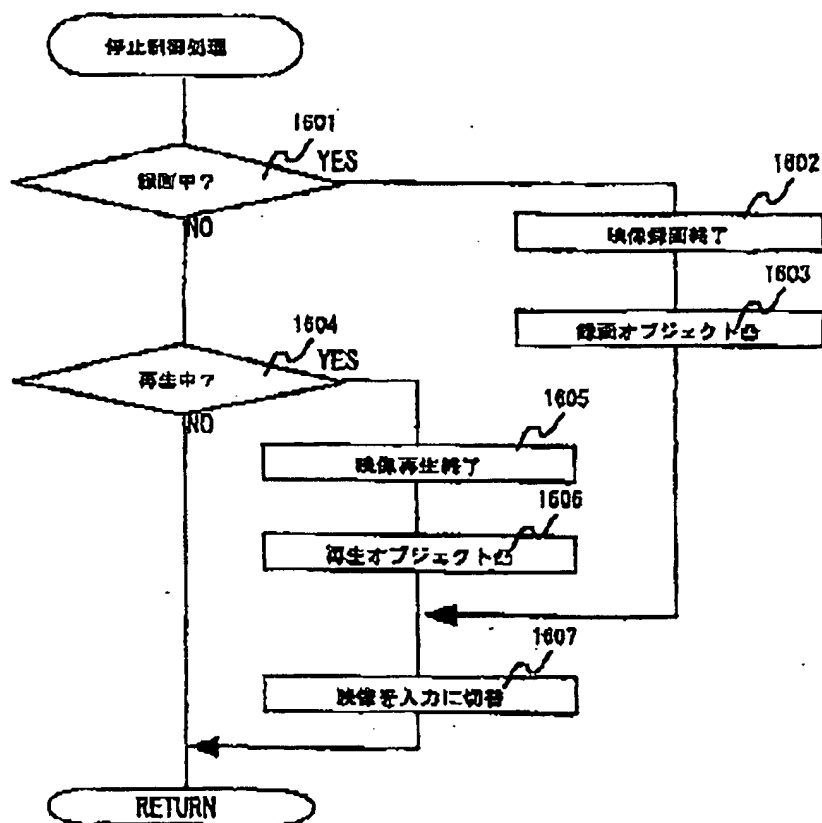 停止制御処理
1601
録画中?
YES
NO
1602
映像録画終了
1603
録画オブジェクト凸
1604
再生中?
YES
NO
1605
映像再生終了
1606
再生オブジェクト凸
1607
映像を入力に切替
RETURN